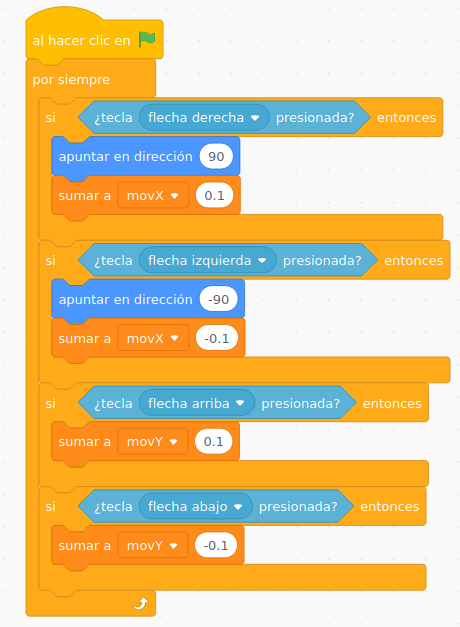 al hacer clic en
por siempre
si ¿tecla flecha derecha presionada? entonces
apuntar en dirección 90
sumar a movX 0.1
si ¿tecla flecha izquierda presionada? entonces
apuntar en dirección -90
sumar a movX -0.1
si ¿tecla flecha arriba presionada? entonces
sumar a movY 0.1
si ¿tecla flecha abajo presionada? entonces
sumar a movY -0.1